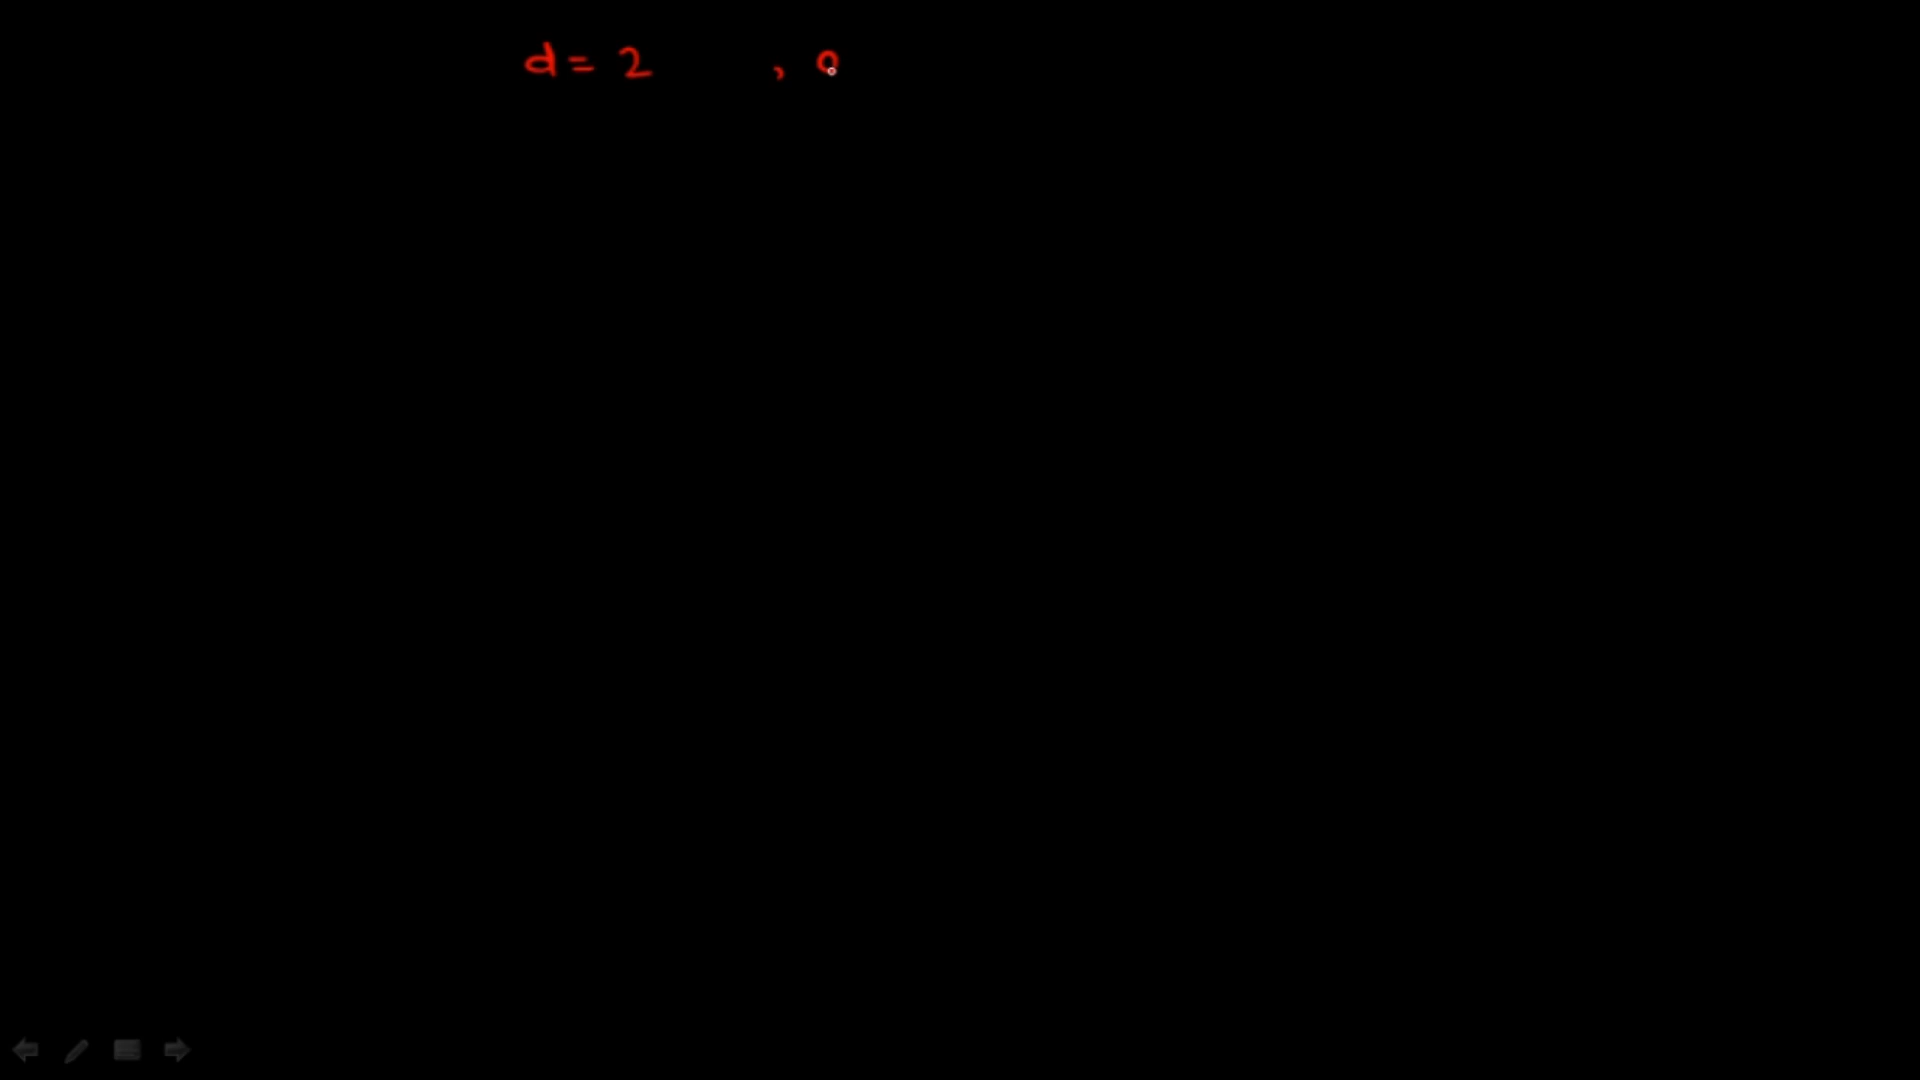 d = 2 ,